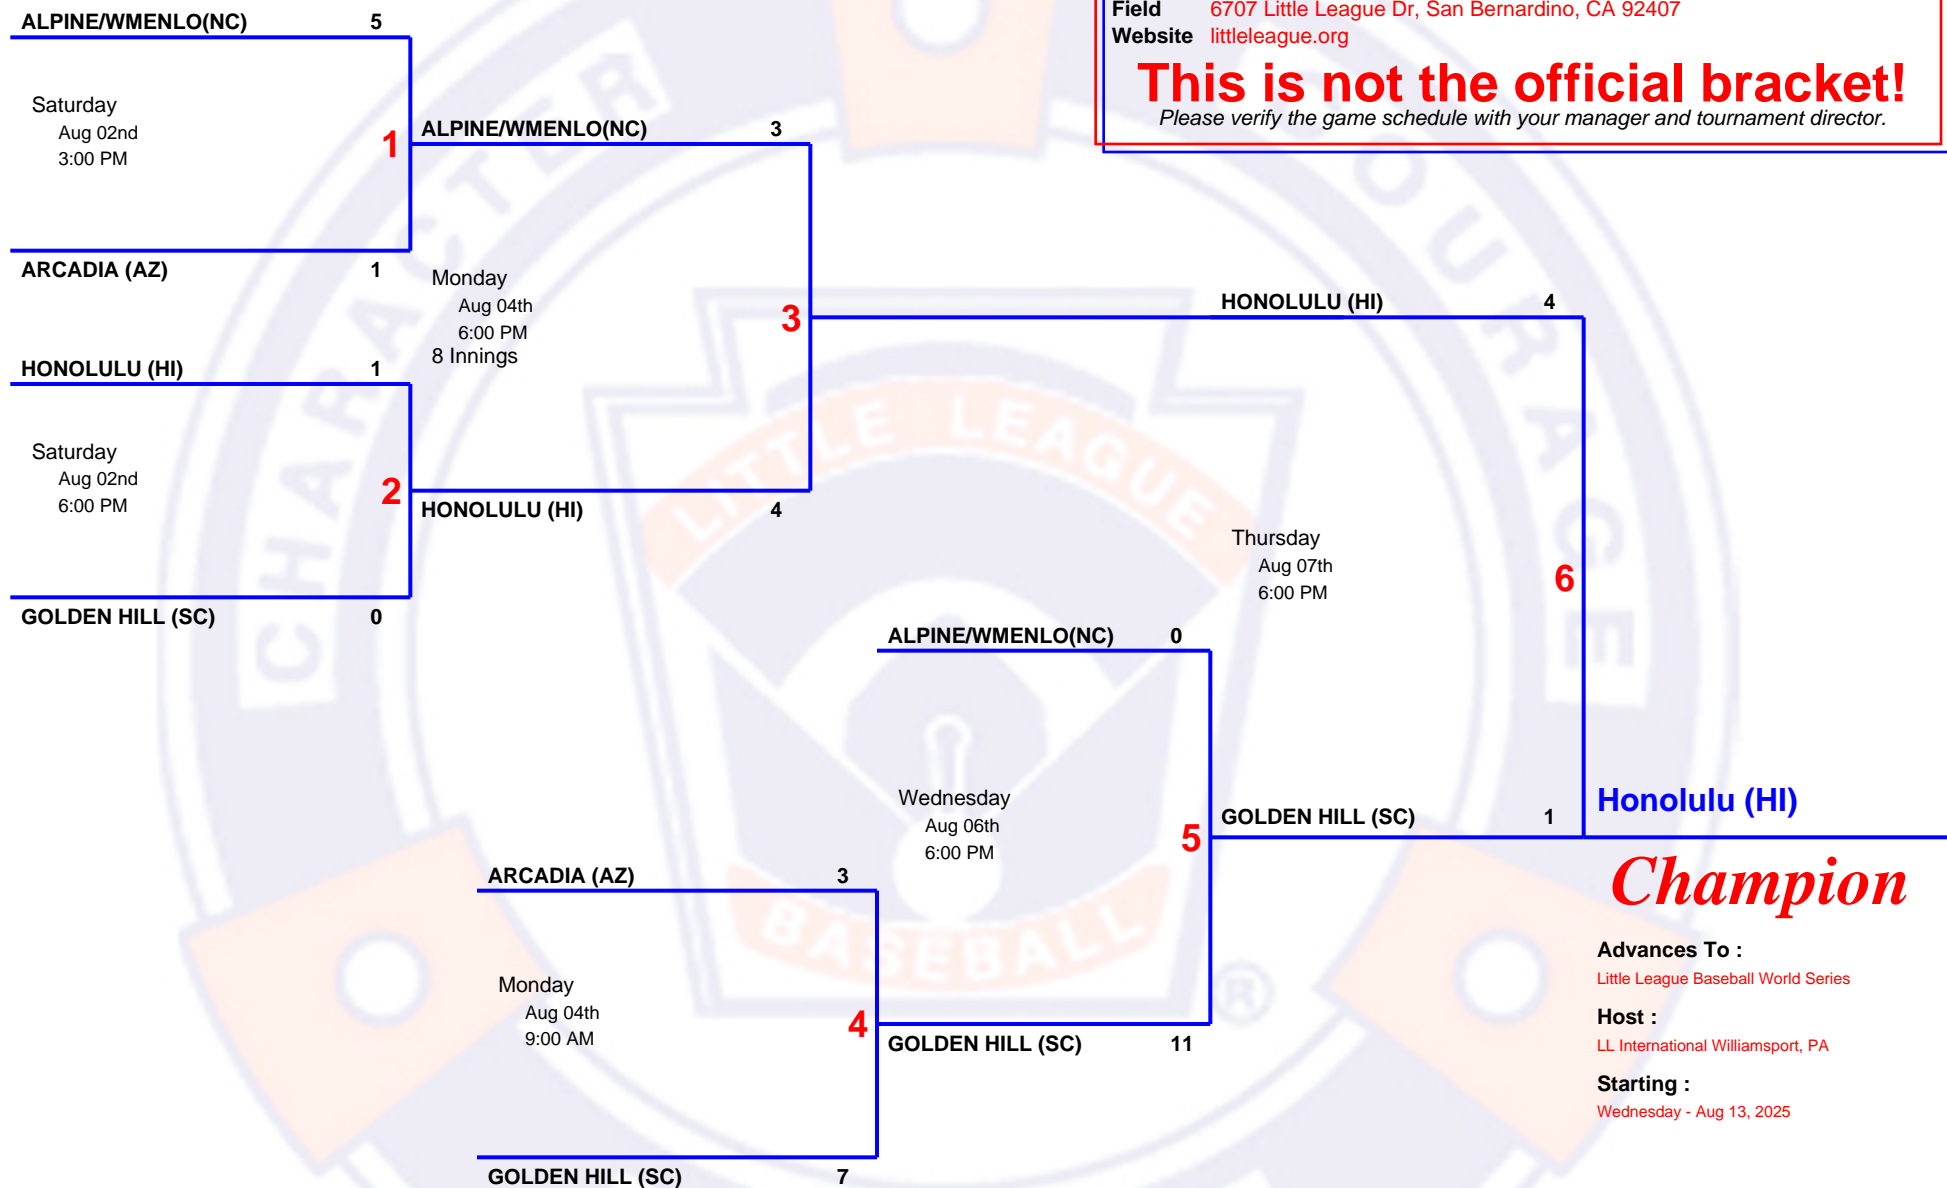 ALPINE/WMENLO(NC) 5
Field 6707 Little League Dr, San Bernardino, CA 92407
Website littleleague.org
This is not the official bracket!
Please verify the game schedule with your manager and tournament director.
Saturday
Aug 02nd
3:00 PM
1
ALPINE/WMENLO(NC) 3
ARCADIA (AZ) 1
Monday
Aug 04th
6:00 PM
8 Innings
3
HONOLULU (HI) 4
HONOLULU (HI) 1
Saturday
Aug 02nd
6:00 PM
2
HONOLULU (HI) 4
GOLDEN HILL (SC) 0
Thursday
Aug 07th
6:00 PM
6
ALPINE/WMENLO(NC) 0
Wednesday
Aug 06th
6:00 PM
5
GOLDEN HILL (SC) 1
Honolulu (HI)
Champion
ARCADIA (AZ) 3
Monday
Aug 04th
9:00 AM
4
GOLDEN HILL (SC) 11
GOLDEN HILL (SC) 7
Advances To :
Little League Baseball World Series
Host :
LL International Williamsport, PA
Starting :
Wednesday - Aug 13, 2025
CHARACTER
COURAGE
LITTLE LEAGUE
BASEBALL
®